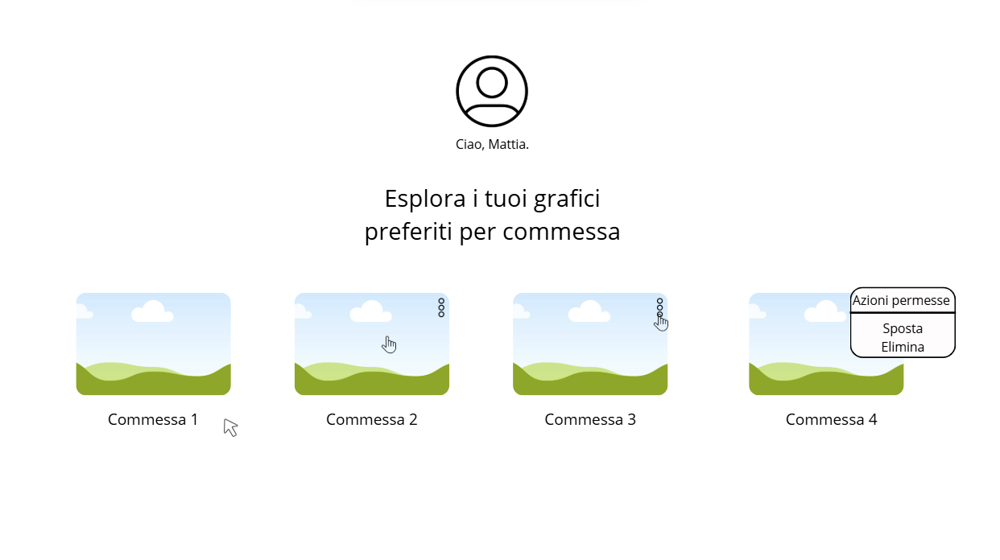 Ciao, Mattia.
Esplora i tuoi grafici
preferiti per commessa
Azioni permesse
Sposta
Elimina
Commessa 1
Commessa 2
Commessa 3
Commessa 4